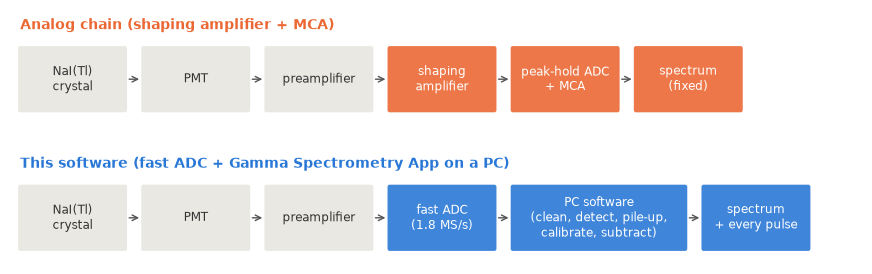 Analog chain (shaping amplifier + MCA)
NaI(Tl)
crystal
PMT
preamplifier
shaping
amplifier
peak-hold ADC
+ MCA
spectrum
(fixed)
This software (fast ADC + Gamma Spectrometry App on a PC)
NaI(Tl)
crystal
PMT
preamplifier
fast ADC
(1.8 MS/s)
PC software
(clean, detect, pile-up,
calibrate, subtract)
spectrum
+ every pulse